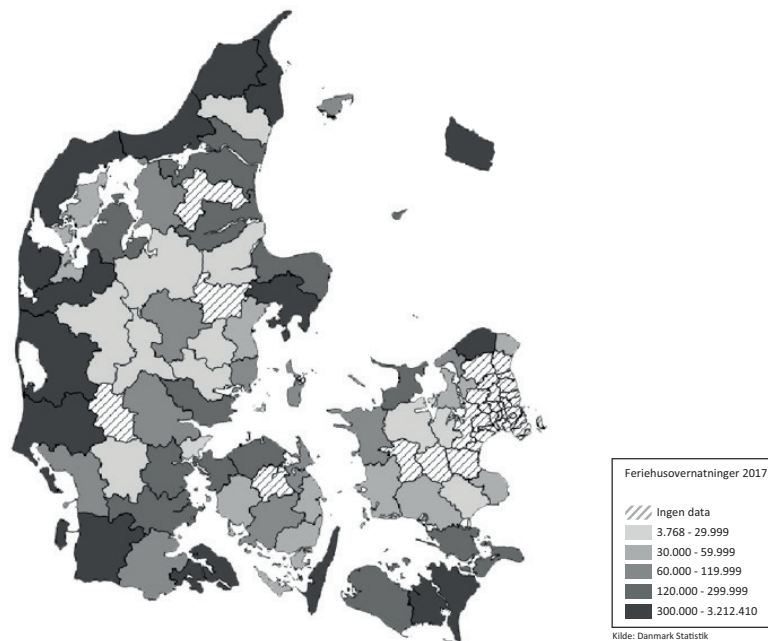 Feriehusovernatninger 2017
Ingen data
3.768 - 29.999
30.000 - 59.999
60.000 - 119.999
120.000 - 299.999
300.000 - 3.212.410
Kilde: Danmark Statistik